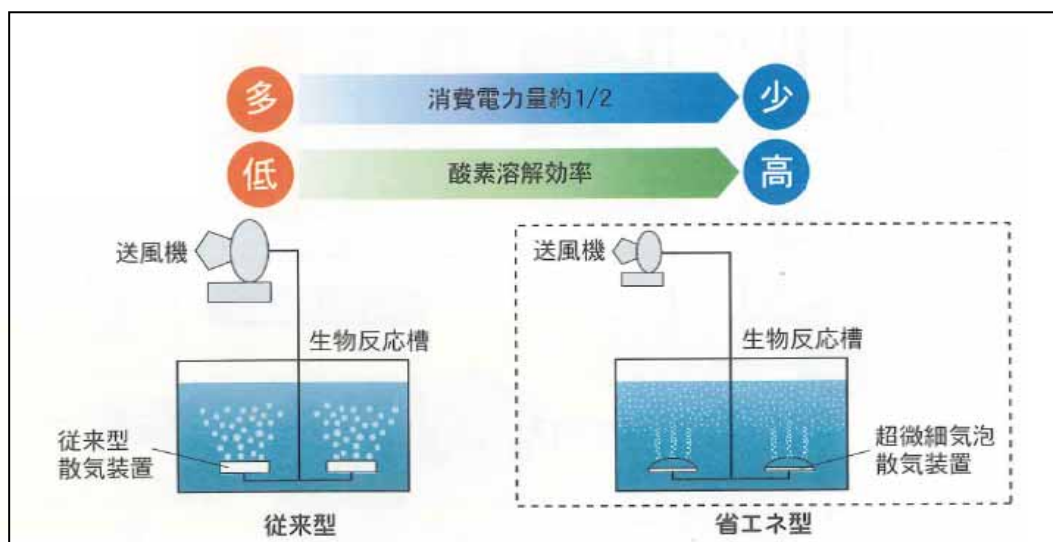 多
消費電力量約1/2
少
低
酸素溶解効率
高
送風機
生物反応槽
従来型
散気装置
従来型
送風機
生物反応槽
超微細気泡
散気装置
省エネ型